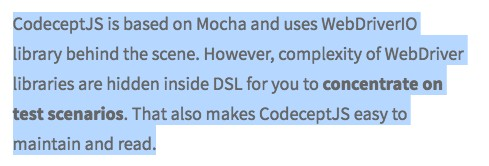 CodeceptJS is based on Mocha and uses WebDriverIO
library behind the scene. However, complexity of WebDriver
libraries are hidden inside DSL for you to concentrate on
test scenarios. That also makes CodeceptJS easy to
maintain and read.